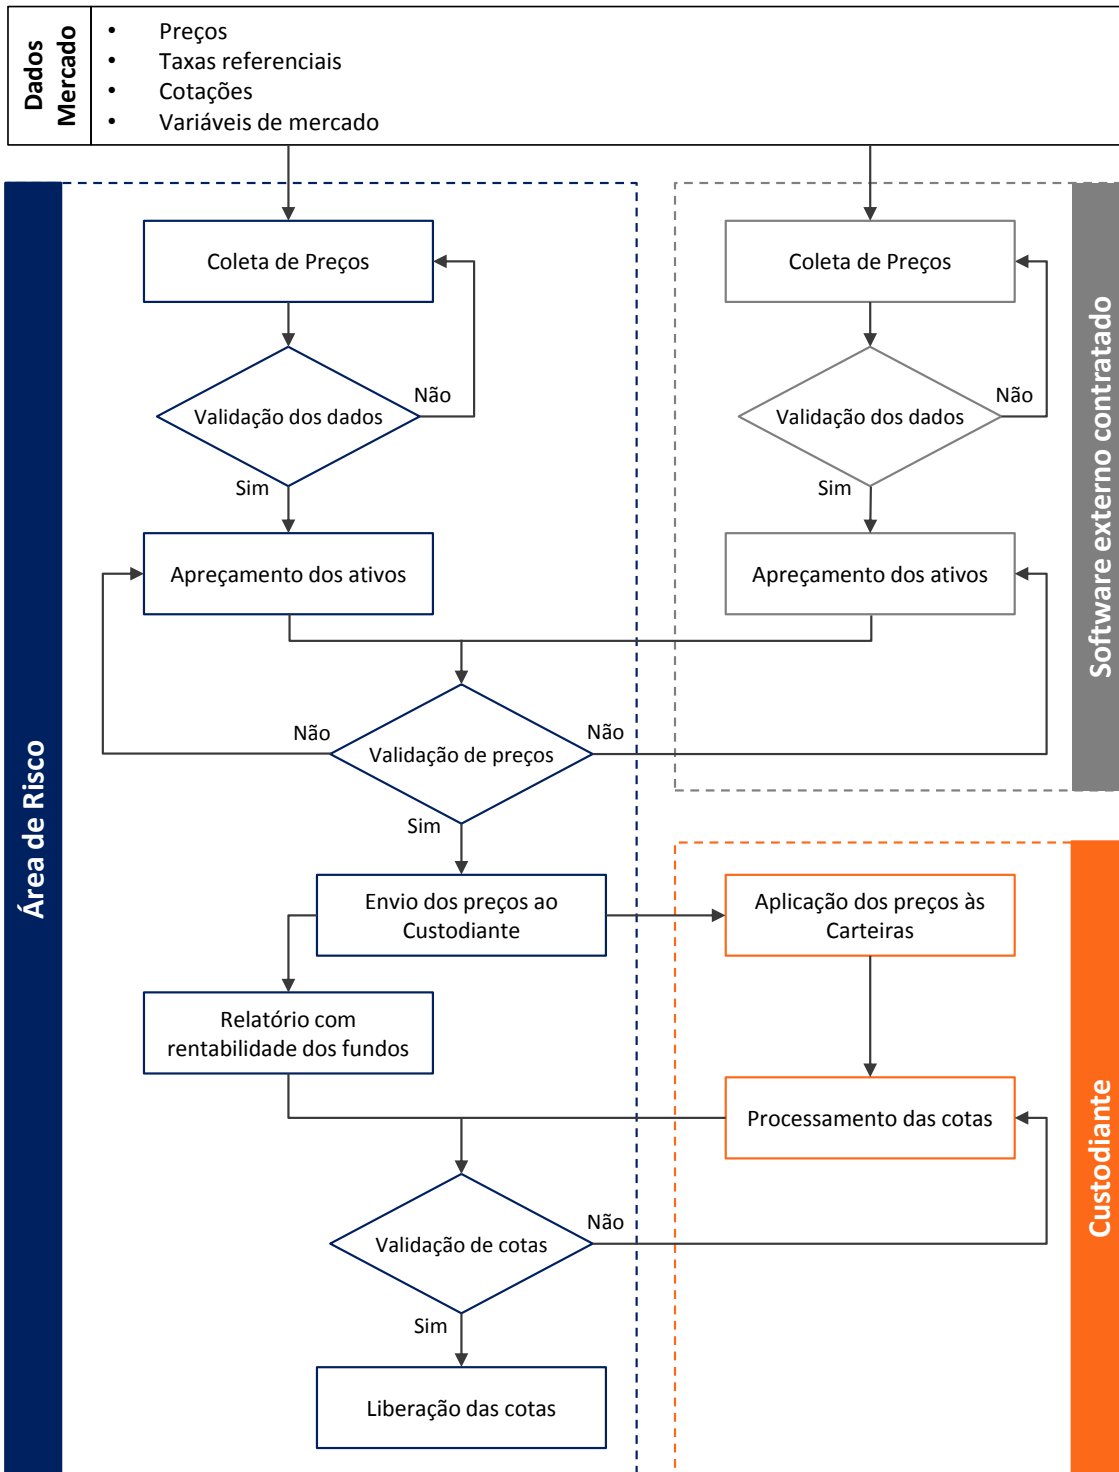 Dados
Mercado
• Preços
• Taxas referenciais
• Cotações
• Variáveis de mercado
Área de Risco
Software externo contratado
Custodiante
Coleta de Preços
Coleta de Preços
Validação dos dados
Não
Sim
Validação dos dados
Não
Sim
Apreçamento dos ativos
Apreçamento dos ativos
Não
Validação de preços
Não
Sim
Envio dos preços ao
Custodiante
Aplicação dos preços às
Carteiras
Relatório com
rentabilidade dos fundos
Processamento das cotas
Validação de cotas
Não
Sim
Liberação das cotas